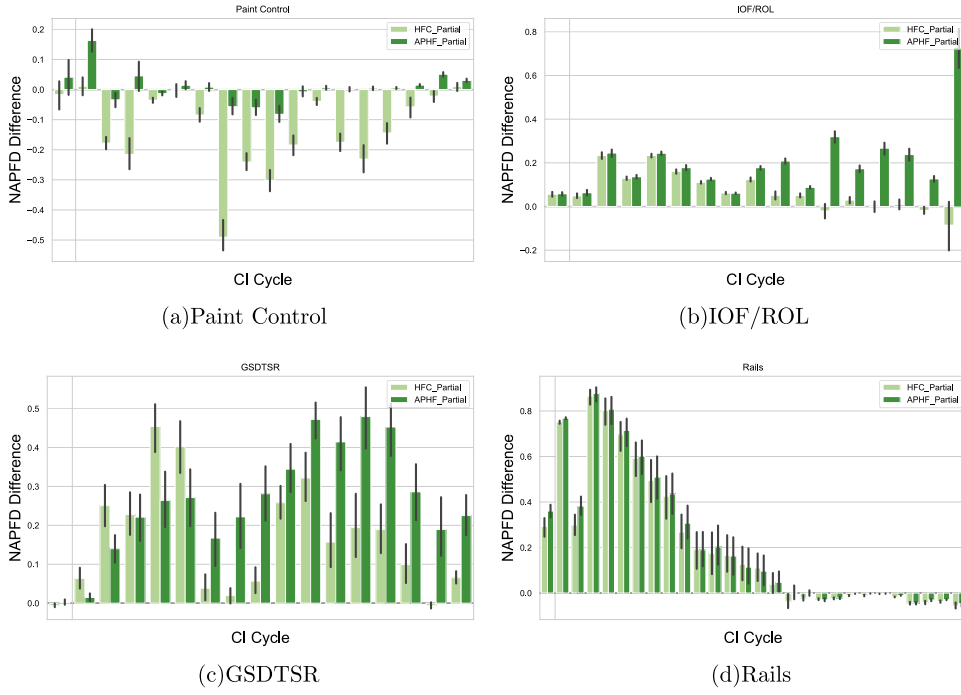 Paint Control
HFC_Partial
APHF_Partial
0.2
0.1
0.0
−0.1
−0.2
−0.3
−0.4
−0.5
NAPFD Difference
CI Cycle
(a)Paint Control
IOF/ROL
HFC_Partial
APHF_Partial
0.8
0.6
0.4
0.2
0.0
−0.2
NAPFD Difference
CI Cycle
(b)IOF/ROL
GSDTSR
HFC_Partial
APHF_Partial
0.5
0.4
0.3
0.2
0.1
0.0
NAPFD Difference
CI Cycle
(c)GSDTSR
Rails
HFC_Partial
APHF_Partial
0.8
0.6
0.4
0.2
0.0
NAPFD Difference
CI Cycle
(d)Rails